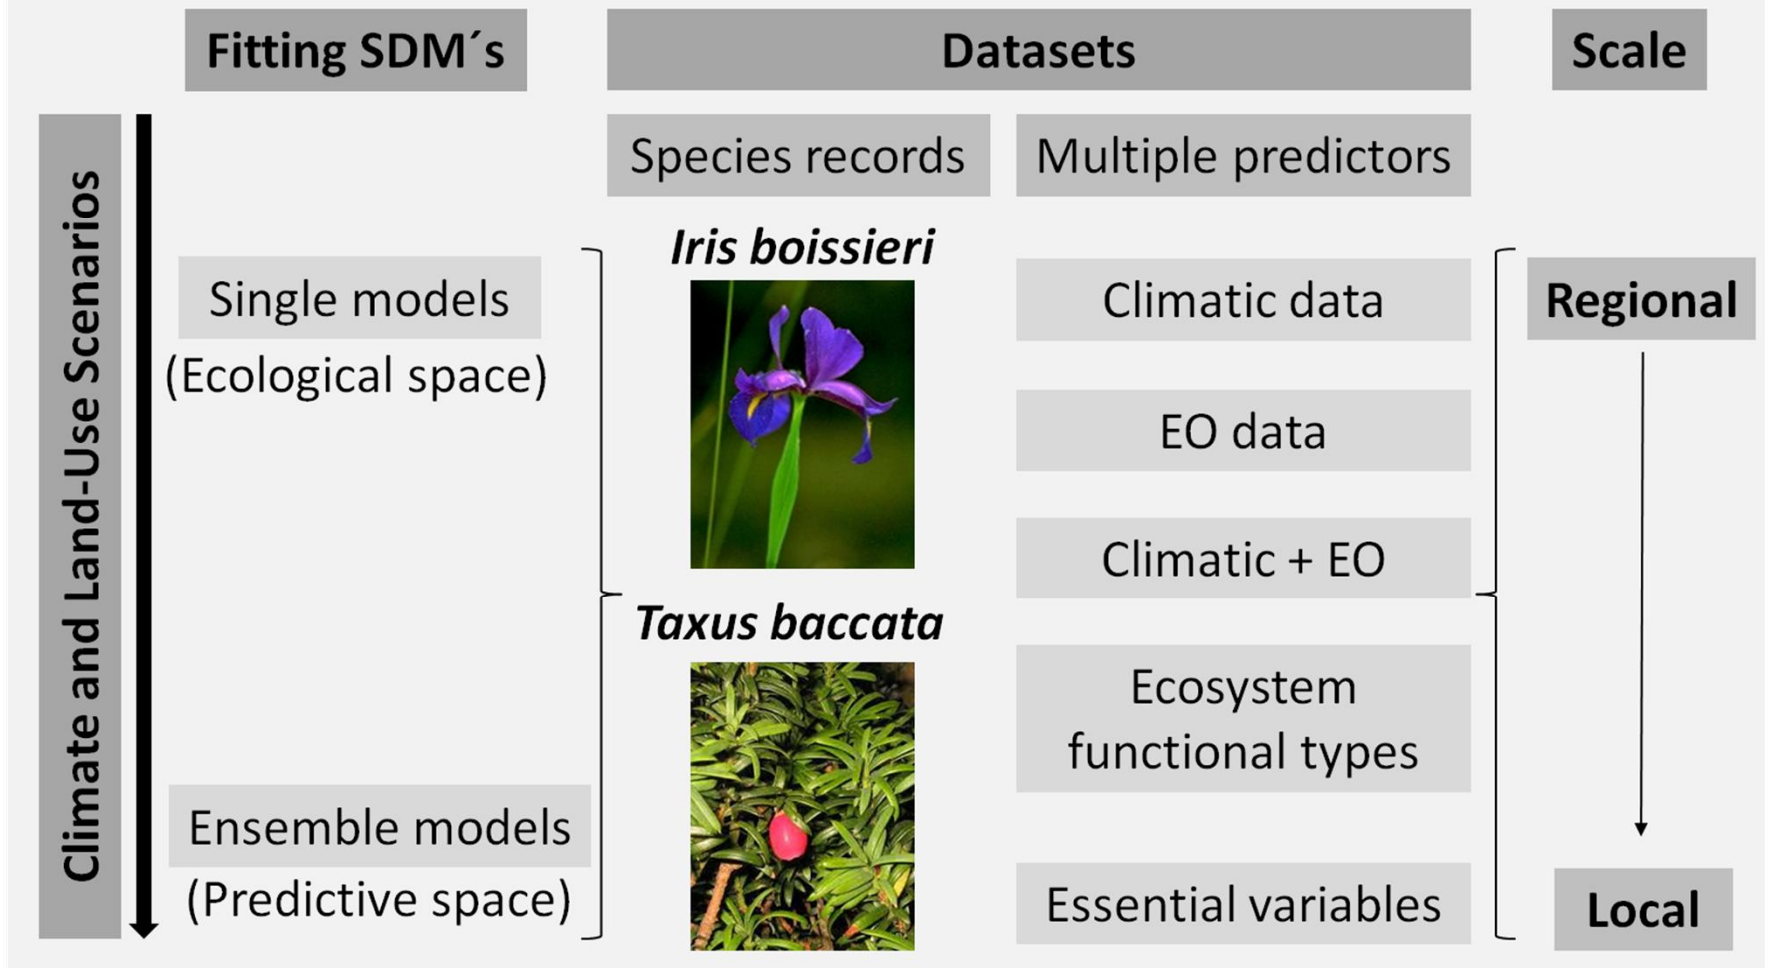 Fitting SDM´s
Datasets
Scale
Species records
Multiple predictors
Climate and Land-Use Scenarios
Single models
(Ecological space)
Ensemble models
(Predictive space)
Iris boissieri
Taxus baccata
Climatic data
EO data
Climatic + EO
Ecosystem
functional types
Essential variables
Regional
Local